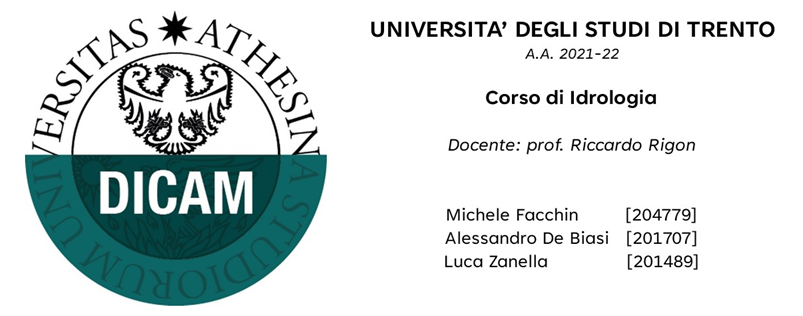 UNIVERSITAS ATHESINA STUDIORUM
DICAM
UNIVERSITA’ DEGLI STUDI DI TRENTO
A.A. 2021-22
Corso di Idrologia
Docente: prof. Riccardo Rigon
Michele Facchin [204779]
Alessandro De Biasi [201707]
Luca Zanella [201489]